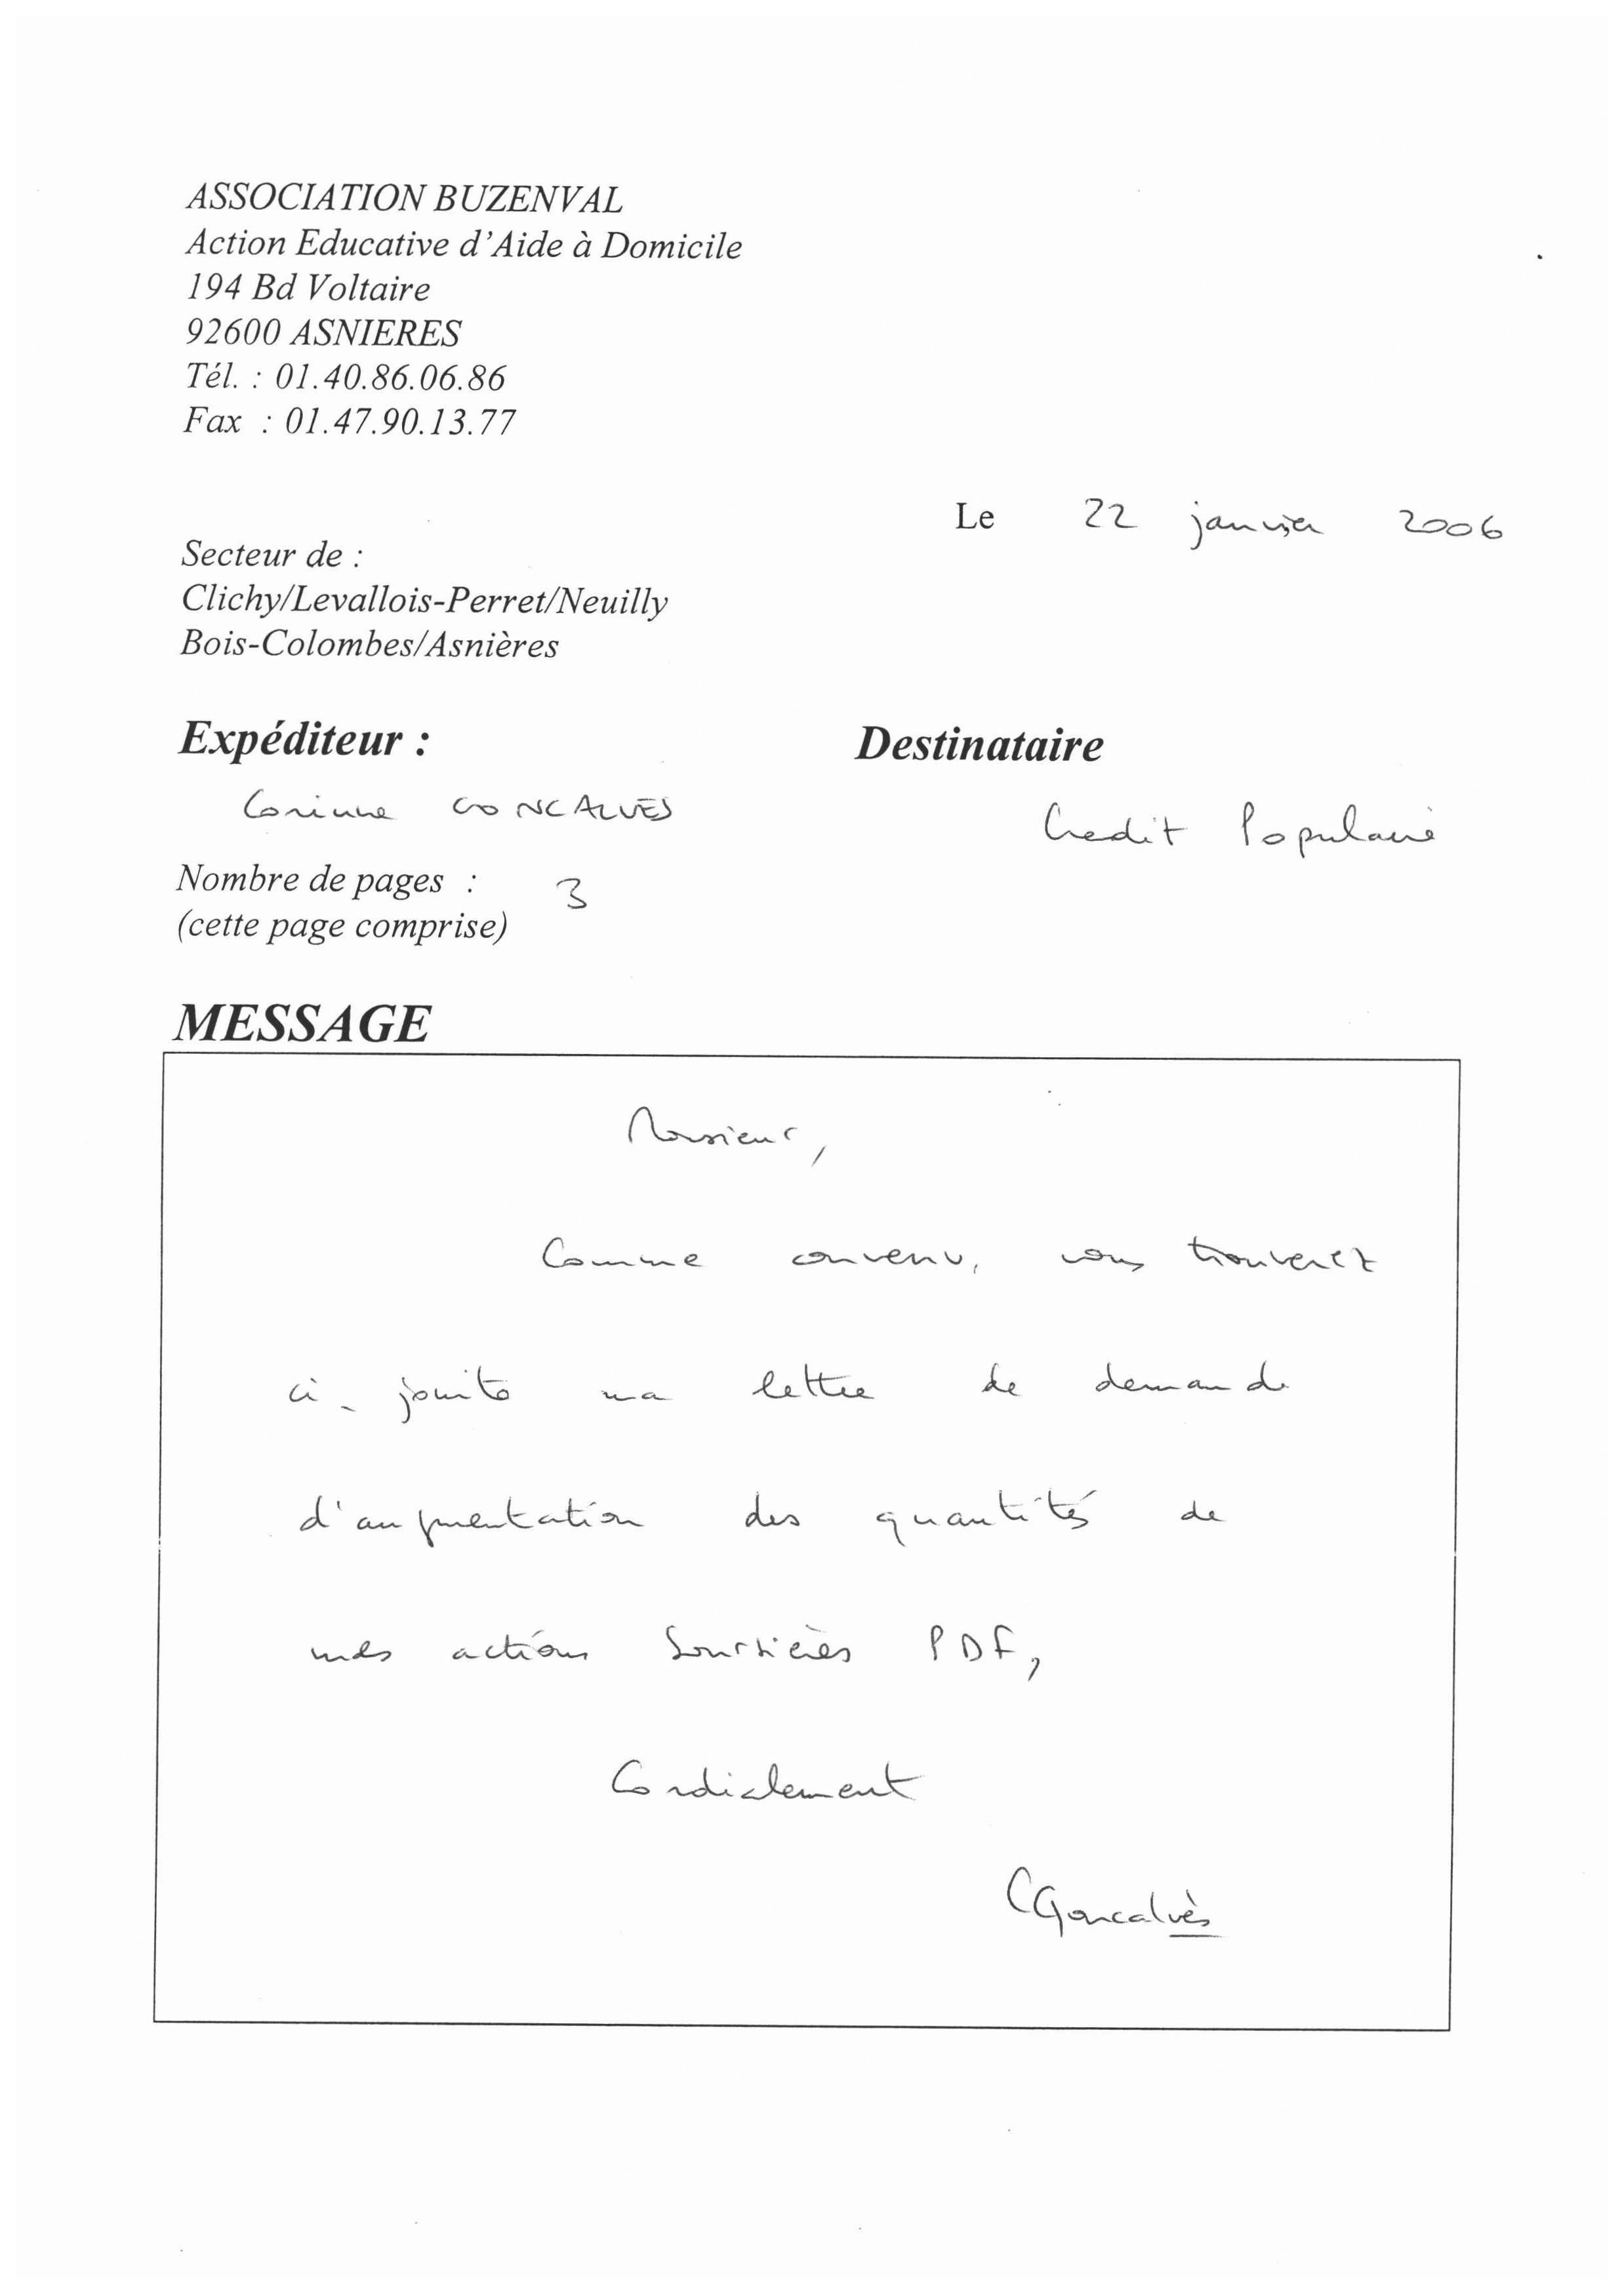 ASSOCIATION BUZENVAL
Action Educative d'Aide à Domicile
194 Bd Voltaire
92600 ASNIERES
Tél. : 01.40.86.06.86
Fax : 01.47.90.13.77
Le 22 janvier 2006
Secteur de :
Clichy/Levallois-Perret/Neuilly
Bois-Colombes/Asnières
Expéditeur :
Corinne GONCALVES
Destinataire
Credit Populaire
Nombre de pages : 3
(cette page comprise)
MESSAGE
Monsieur,
Comme convenu, vous trouverez
ci-jointe ma lettre de demande
d'augmentation des quantités de
mes actions boursières PDF,
Cordialement
CGoncalvès